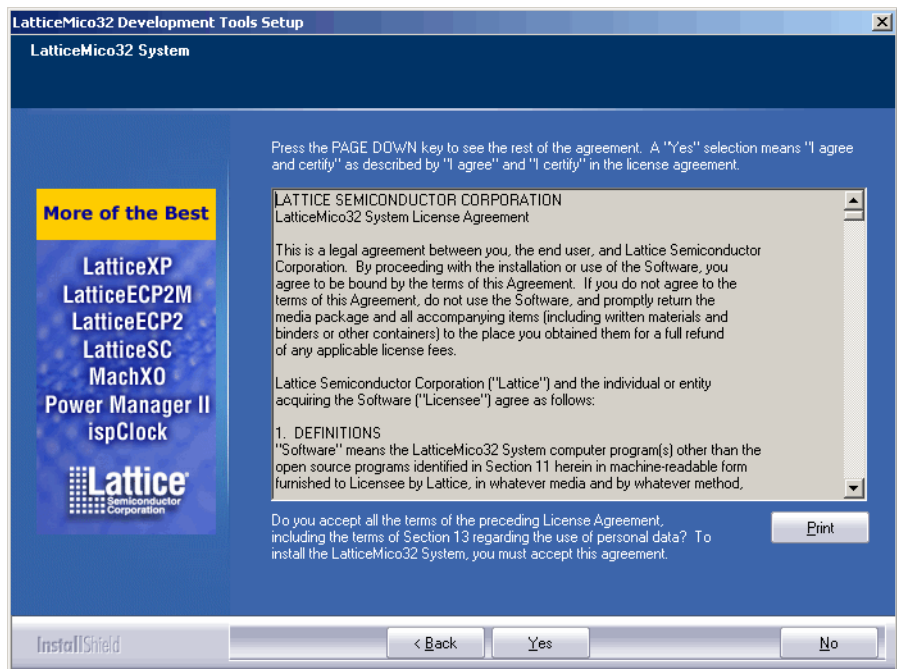 LatticeMico32 Development Tools Setup
LatticeMico32 System
Press the PAGE DOWN key to see the rest of the agreement. A "Yes" selection means "I agree
and certify" as described by "I agree" and "I certify" in the license agreement.
More of the Best
LatticeXP
LatticeECP2M
LatticeECP2
LatticeSC
MachXO
Power Manager II
ispClock
Lattice
Semiconductor
Corporation
LATTICE SEMICONDUCTOR CORPORATION
LatticeMico32 System License Agreement
This is a legal agreement between you, the end user, and Lattice Semiconductor
Corporation. By proceeding with the installation or use of the Software, you
agree to be bound by the terms of this Agreement. If you do not agree to the
terms of this Agreement, do not use the Software, and promptly return the
media package and all accompanying items (including written materials and
binders or other containers) to the place you obtained them for a full refund
of any applicable license fees.
Lattice Semiconductor Corporation ("Lattice") and the individual or entity
acquiring the Software ("Licensee") agree as follows:
1. DEFINITIONS
"Software" means the LatticeMico32 System computer program(s) other than the
open source programs identified in Section 11 herein in machine-readable form
furnished to Licensee by Lattice, in whatever media and by whatever method,
Do you accept all the terms of the preceding License Agreement,
including the terms of Section 13 regarding the use of personal data? To
install the LatticeMico32 System, you must accept this agreement.
Print
InstallShield
< Back
Yes
No